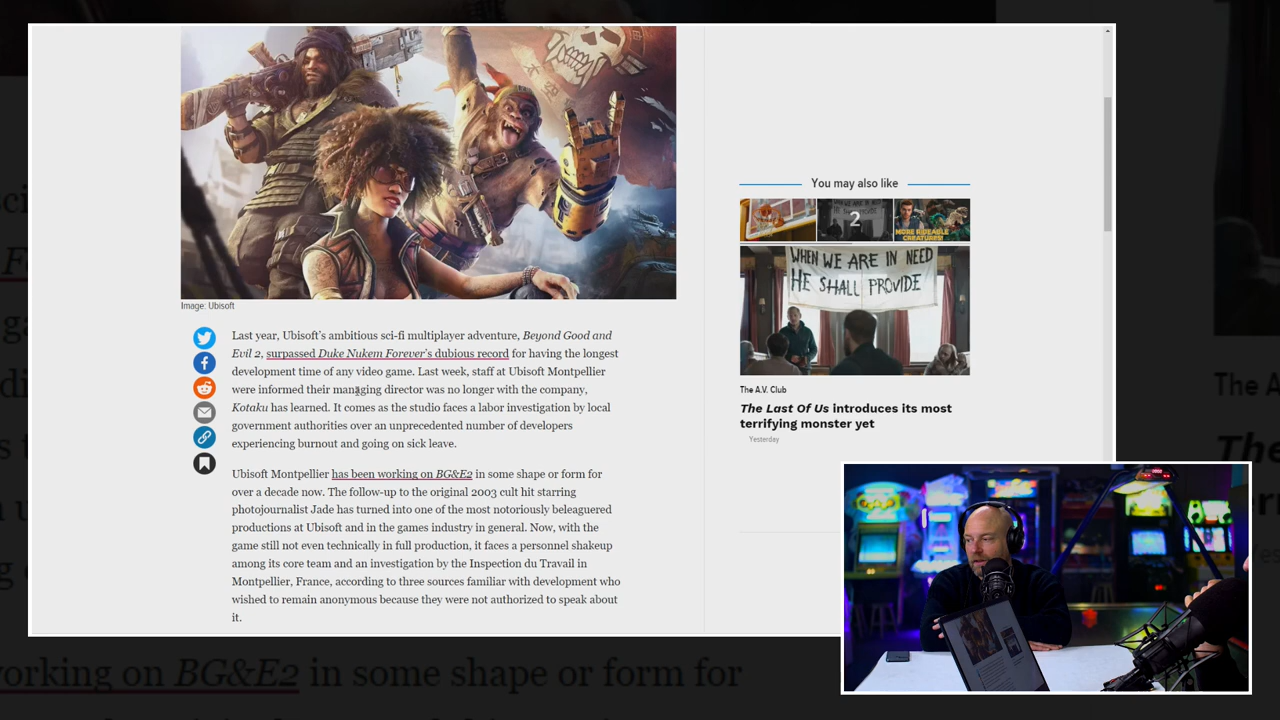 Image: Ubisoft
Last year, Ubisoft's ambitious sci-fi multiplayer adventure, Beyond Good and
Evil 2, surpassed Duke Nukem Forever's dubious record for having the longest
development time of any video game. Last week, staff at Ubisoft Montpellier
were informed their managing director was no longer with the company,
Kotaku has learned. It comes as the studio faces a labor investigation by local
government authorities over an unprecedented number of developers
experiencing burnout and going on sick leave.
Ubisoft Montpellier has been working on BG&E2 in some shape or form for
over a decade now. The follow-up to the original 2003 cult hit starring
photojournalist Jade has turned into one of the most notoriously beleaguered
productions at Ubisoft and in the games industry in general. Now, with the
game still not even technically in full production, it faces a personnel shakeup
among its core team and an investigation by the Inspection du Travail in
Montpellier, France, according to three sources familiar with development who
wished to remain anonymous because they were not authorized to speak about
it.
You may also like
2
MORE RIDEABLE
CREATURES!
WHEN WE ARE IN NEED
HE SHALL PROVIDE
The A.V. Club
The Last Of Us introduces its most
terrifying monster yet
Yesterday
The A
orking on BG&E2 in some shape or form for